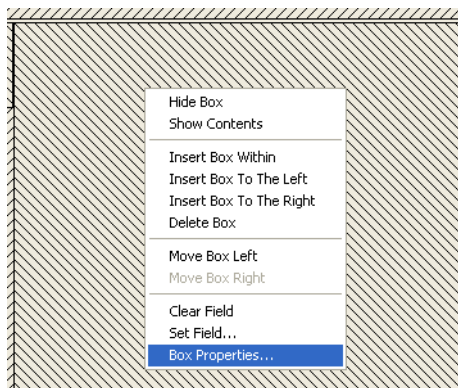 Hide Box
Show Contents
Insert Box Within
Insert Box To The Left
Insert Box To The Right
Delete Box
Move Box Left
Move Box Right
Clear Field
Set Field...
Box Properties...